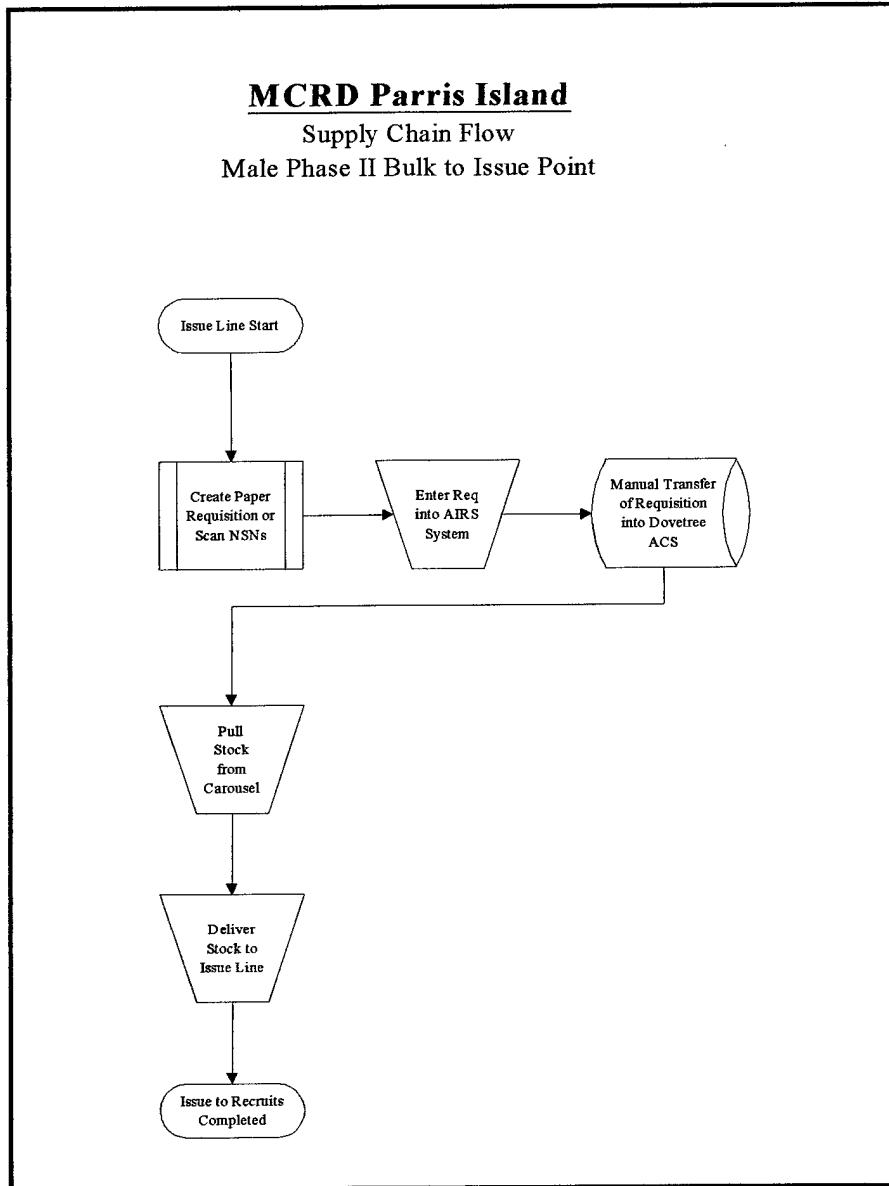 MCRD Parris Island
Supply Chain Flow
Male Phase II Bulk to Issue Point
Issue Line Start
Create Paper
Requisition or
Scan NSNs
Enter Req
into AIRS
System
Manual Transfer
of Requisition
into Dovetree
ACS
Pull
Stock
from
Carousel
Deliver
Stock to
Issue Line
Issue to Recruits
Completed